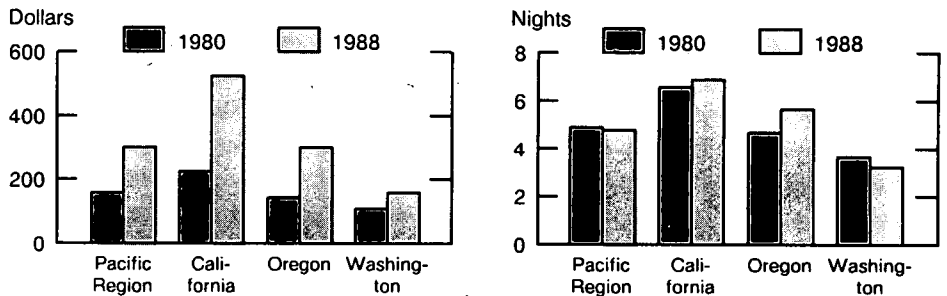 Dollars
1980
1988
600
400
200
0
Pacific
Region
Cali-
fornia
Oregon
Washing-
ton
Nights
1980
1988
8
6
4
2
0
Pacific
Region
Cali-
fornia
Oregon
Washing-
ton